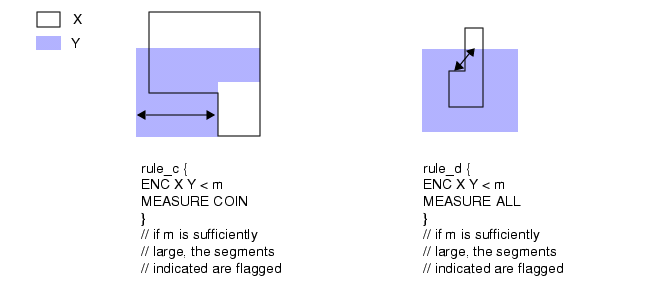 X
Y
rule_c {
ENC X Y < m
MEASURE COIN
}
// if m is sufficiently
// large, the segments
// indicated are flagged
rule_d {
ENC X Y < m
MEASURE ALL
}
// if m is sufficiently
// large, the segments
// indicated are flagged